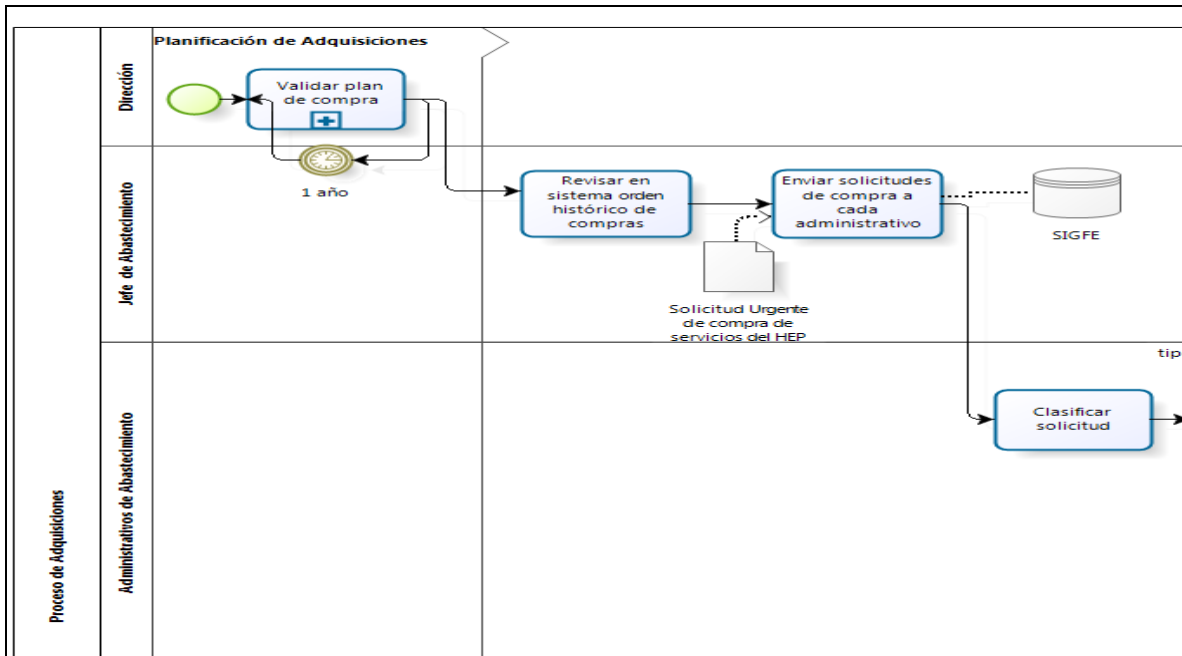 Planificación de Adquisiciones
Dirección
Validar plan
de compra
1 año
Jefe de Abastecimiento
Revisar en
sistema orden
histórico de
compras
Enviar solicitudes
de compra a
cada
administrativo
SIGFE
Solicitud Urgente
de compra de
servicios del HEP
tip
Proceso de Adquisiciones
Administrativos de Abastecimiento
Clasificar
solicitud